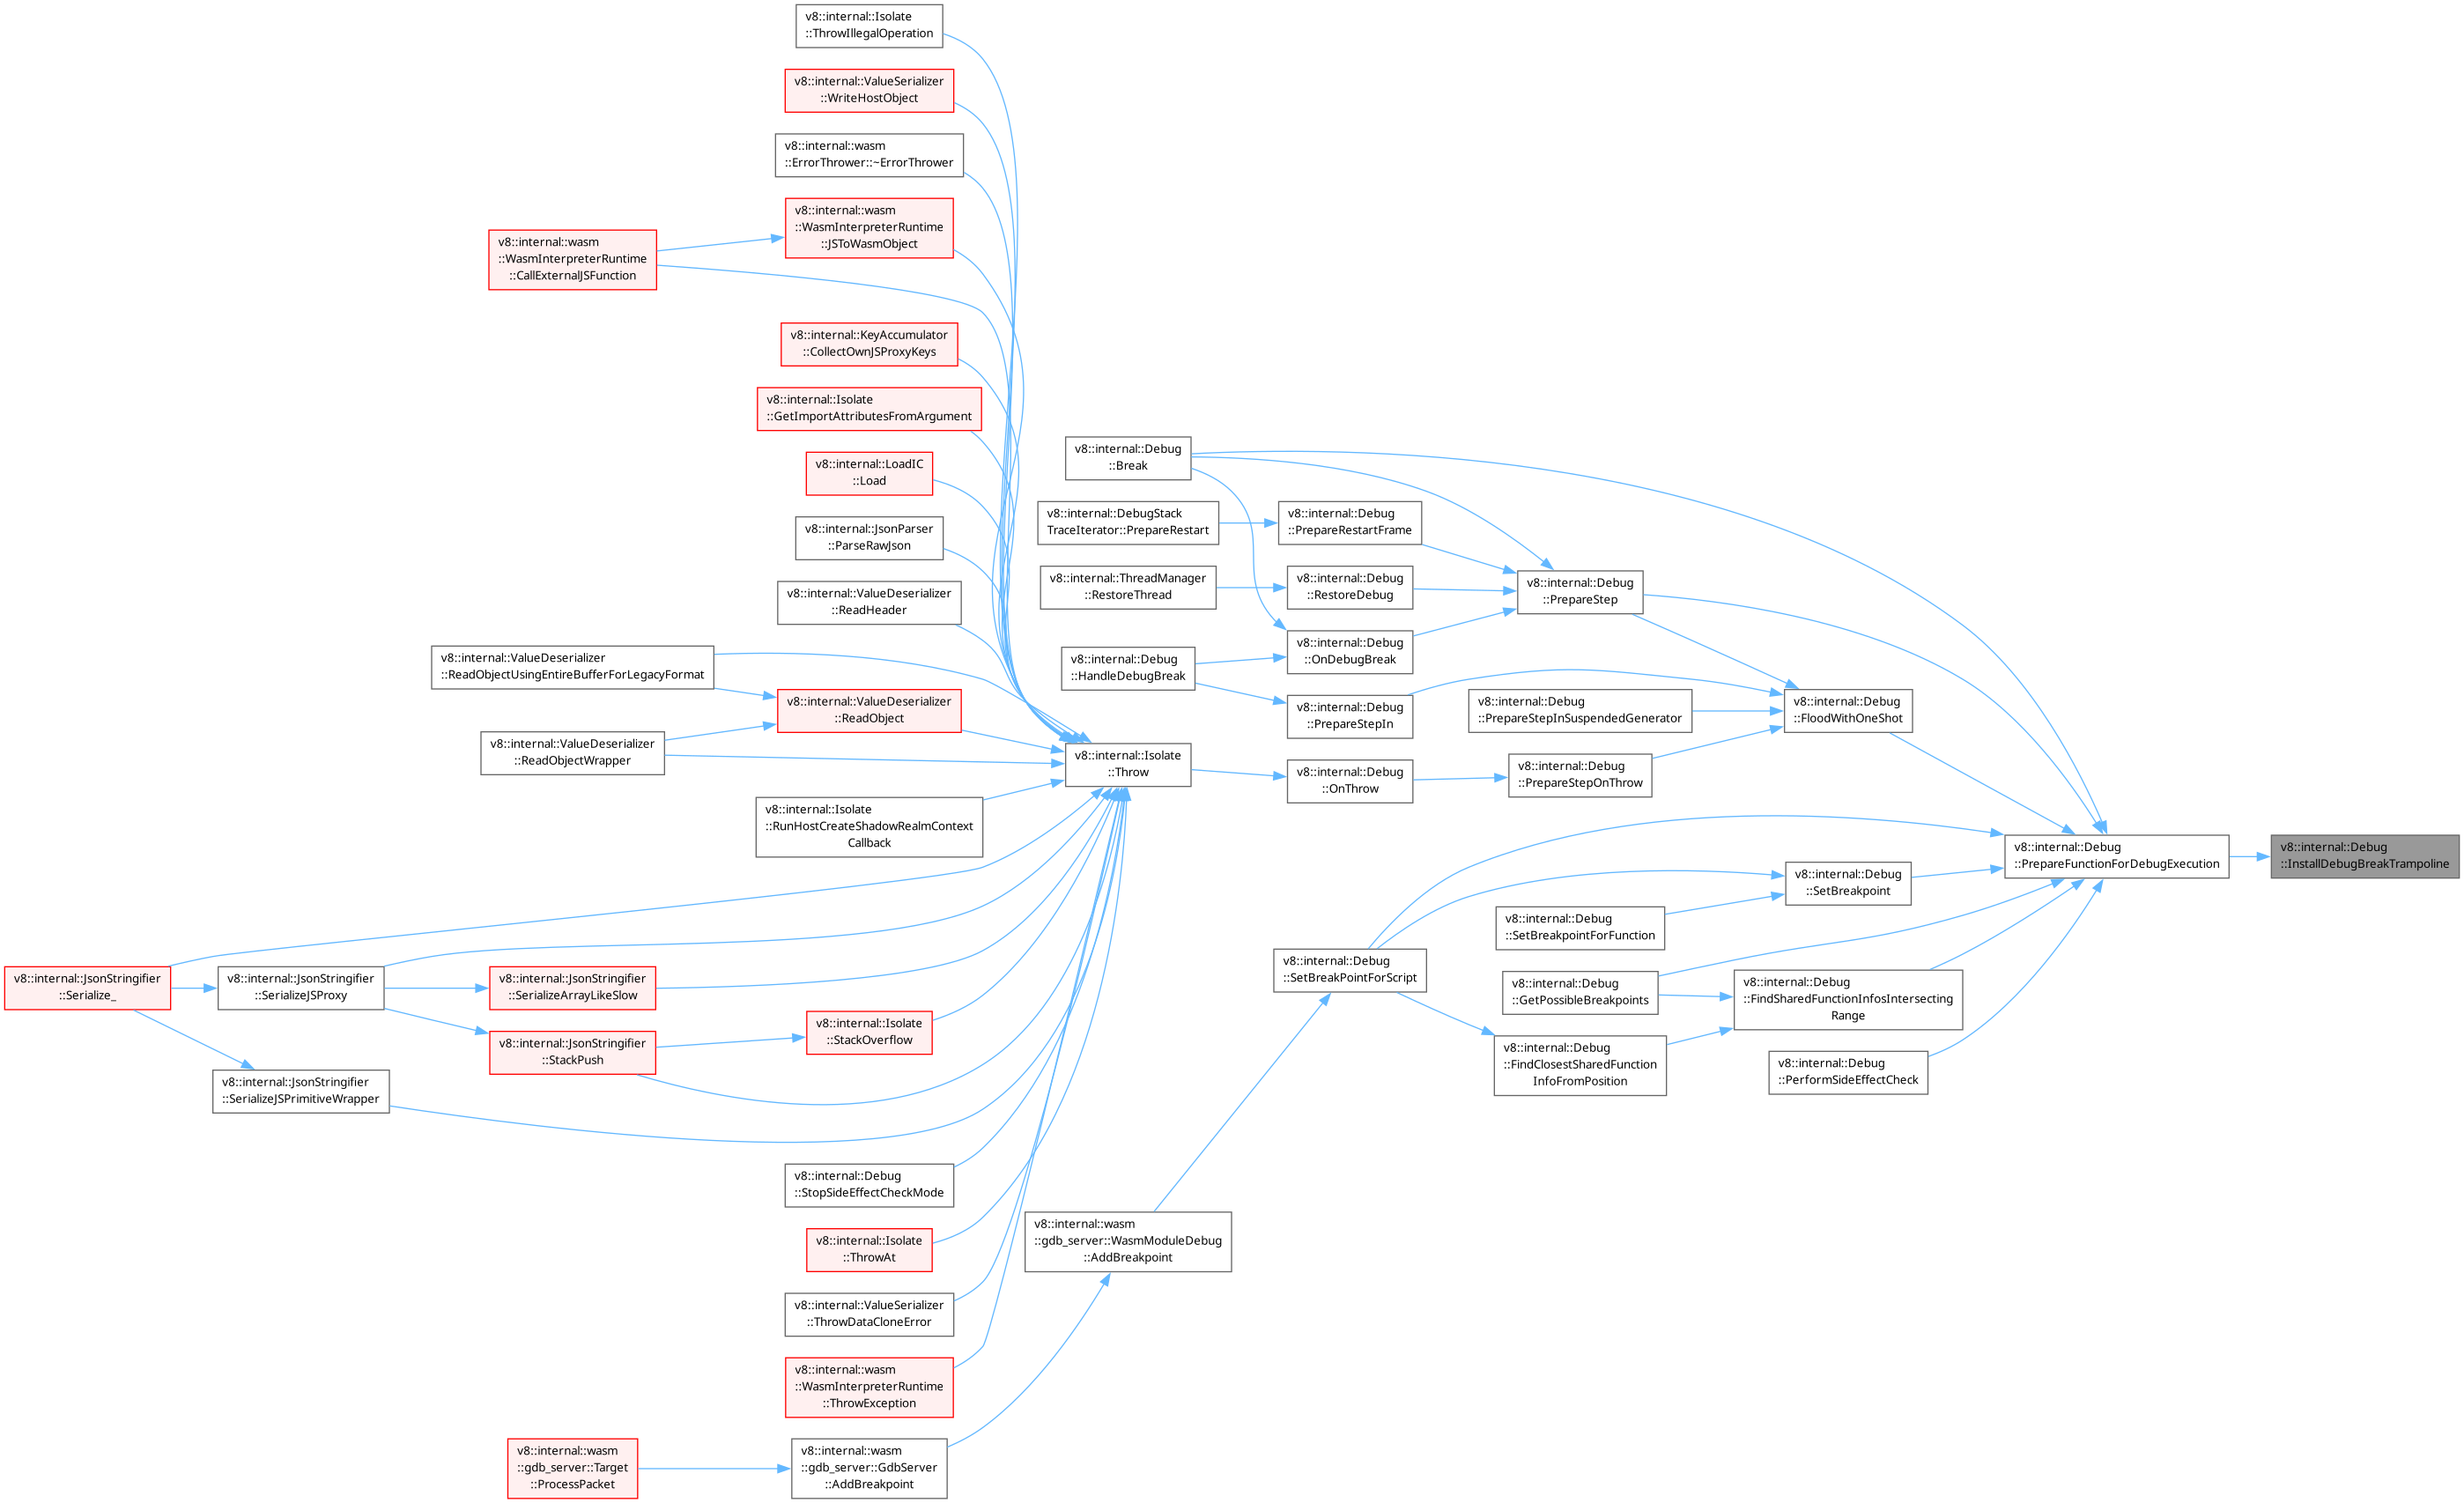 v8::internal::Isolate
::ThrowIllegalOperation
v8::internal::ValueSerializer
::WriteHostObject
v8::internal::wasm
::ErrorThrower::~ErrorThrower
v8::internal::wasm
::WasmInterpreterRuntime
::JSToWasmObject
v8::internal::wasm
::WasmInterpreterRuntime
::CallExternalJSFunction
v8::internal::KeyAccumulator
::CollectOwnJSProxyKeys
v8::internal::Isolate
::GetImportAttributesFromArgument
v8::internal::LoadIC
::Load
v8::internal::JsonParser
::ParseRawJson
v8::internal::ValueDeserializer
::ReadHeader
v8::internal::ValueDeserializer
::ReadObjectUsingEntireBufferForLegacyFormat
v8::internal::ValueDeserializer
::ReadObject
v8::internal::ValueDeserializer
::ReadObjectWrapper
v8::internal::Isolate
::RunHostCreateShadowRealmContext
Callback
v8::internal::JsonStringifier
::Serialize_
v8::internal::JsonStringifier
::SerializeJSProxy
v8::internal::JsonStringifier
::SerializeArrayLikeSlow
v8::internal::JsonStringifier
::StackPush
v8::internal::Isolate
::StackOverflow
v8::internal::JsonStringifier
::SerializeJSPrimitiveWrapper
v8::internal::Debug
::StopSideEffectCheckMode
v8::internal::Isolate
::ThrowAt
v8::internal::ValueSerializer
::ThrowDataCloneError
v8::internal::wasm
::WasmInterpreterRuntime
::ThrowException
v8::internal::wasm
::gdb_server::Target
::ProcessPacket
v8::internal::wasm
::gdb_server::GdbServer
::AddBreakpoint
v8::internal::Debug
::Break
v8::internal::DebugStack
TraceIterator::PrepareRestart
v8::internal::Debug
::PrepareRestartFrame
v8::internal::ThreadManager
::RestoreThread
v8::internal::Debug
::RestoreDebug
v8::internal::Debug
::PrepareStep
v8::internal::Debug
::HandleDebugBreak
v8::internal::Debug
::OnDebugBreak
v8::internal::Debug
::PrepareStepIn
v8::internal::Debug
::PrepareStepInSuspendedGenerator
v8::internal::Debug
::FloodWithOneShot
v8::internal::Isolate
::Throw
v8::internal::Debug
::OnThrow
v8::internal::Debug
::PrepareStepOnThrow
v8::internal::Debug
::PrepareFunctionForDebugExecution
v8::internal::Debug
::InstallDebugBreakTrampoline
v8::internal::Debug
::SetBreakpoint
v8::internal::Debug
::SetBreakpointForFunction
v8::internal::Debug
::SetBreakPointForScript
v8::internal::Debug
::GetPossibleBreakpoints
v8::internal::Debug
::FindSharedFunctionInfosIntersecting
Range
v8::internal::Debug
::FindClosestSharedFunction
InfoFromPosition
v8::internal::Debug
::PerformSideEffectCheck
v8::internal::wasm
::gdb_server::WasmModuleDebug
::AddBreakpoint